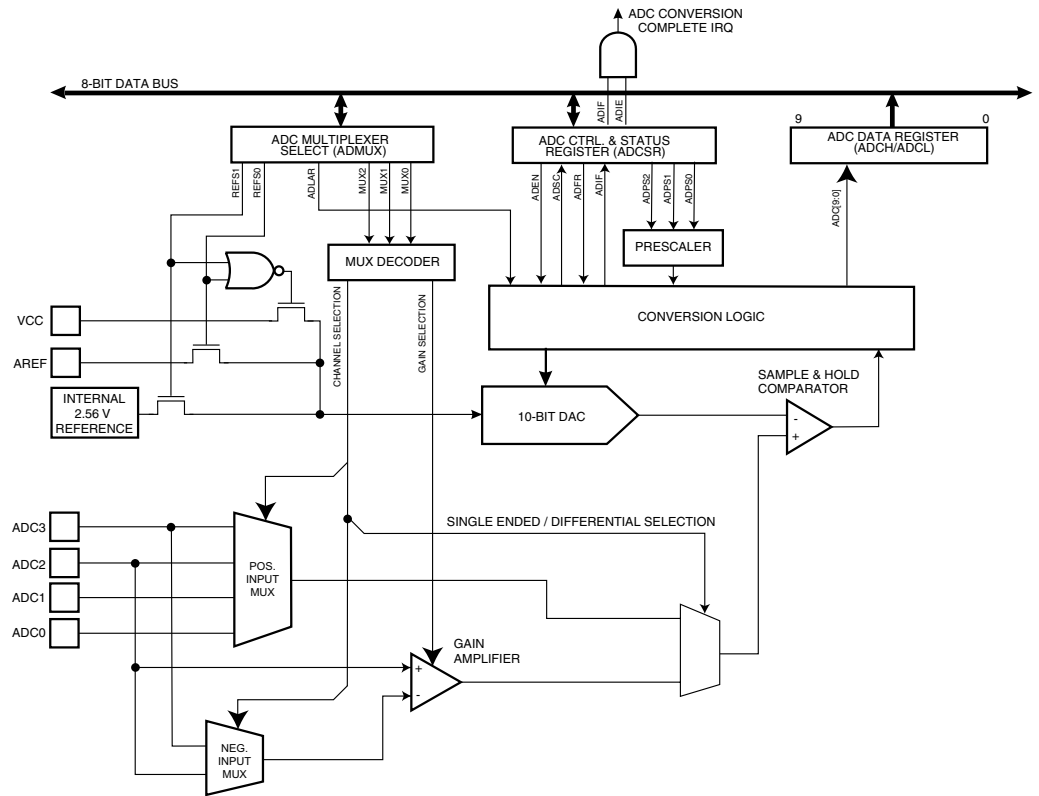 ADC CONVERSION
COMPLETE IRQ
8-BIT DATA BUS
ADIF
ADIE
9
0
ADC MULTIPLEXER
SELECT (ADMUX)
ADC CTRL. & STATUS
REGISTER (ADCSR)
ADC DATA REGISTER
(ADCH/ADCL)
REFS1
REFS0
ADLAR
MUX2
MUX1
MUX0
ADEN
ADSC
ADFR
ADIF
ADPS2
ADPS1
ADPS0
ADC[9:0]
MUX DECODER
PRESCALER
CHANNEL SELECTION
GAIN SELECTION
CONVERSION LOGIC
VCC
AREF
INTERNAL
2.56 V
REFERENCE
SAMPLE & HOLD
COMPARATOR
10-BIT DAC
-
+
ADC3
ADC2
ADC1
ADC0
SINGLE ENDED / DIFFERENTIAL SELECTION
POS.
INPUT
MUX
GAIN
AMPLIFIER
+
-
NEG.
INPUT
MUX